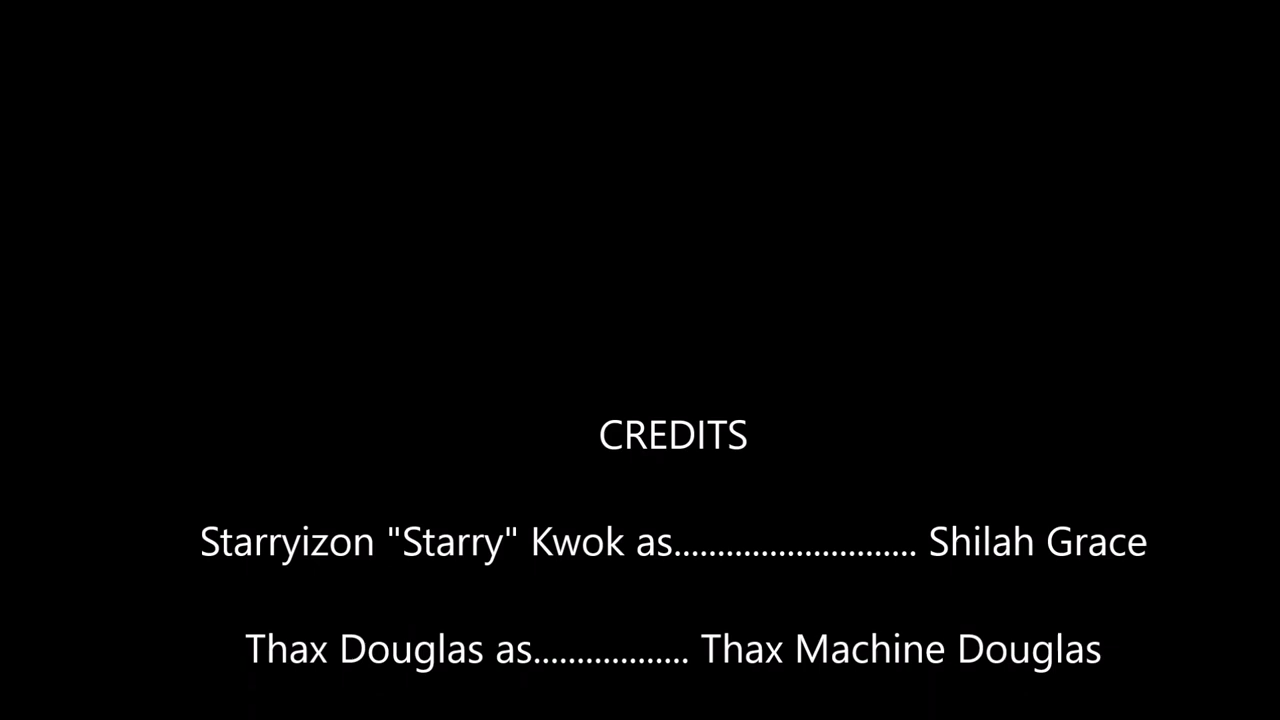 CREDITS
Starryizon "Starry" Kwok as............................ Shilah Grace
Thax Douglas as.................. Thax Machine Douglas